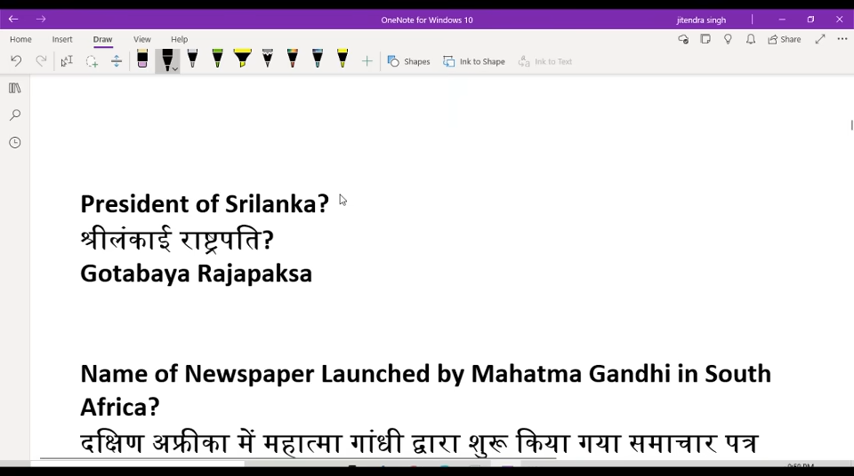 OneNote for Windows 10
jitendra singh
Home Insert Draw View Help
Share
Shapes Ink to Shape Ink to Text
President of Srilanka?
श्रीलंकाई राष्ट्रपति?
Gotabaya Rajapaksa
Name of Newspaper Launched by Mahatma Gandhi in South
Africa?
दक्षिण अफ्रीका में महात्मा गांधी द्वारा शुरू किया गया समाचार पत्र